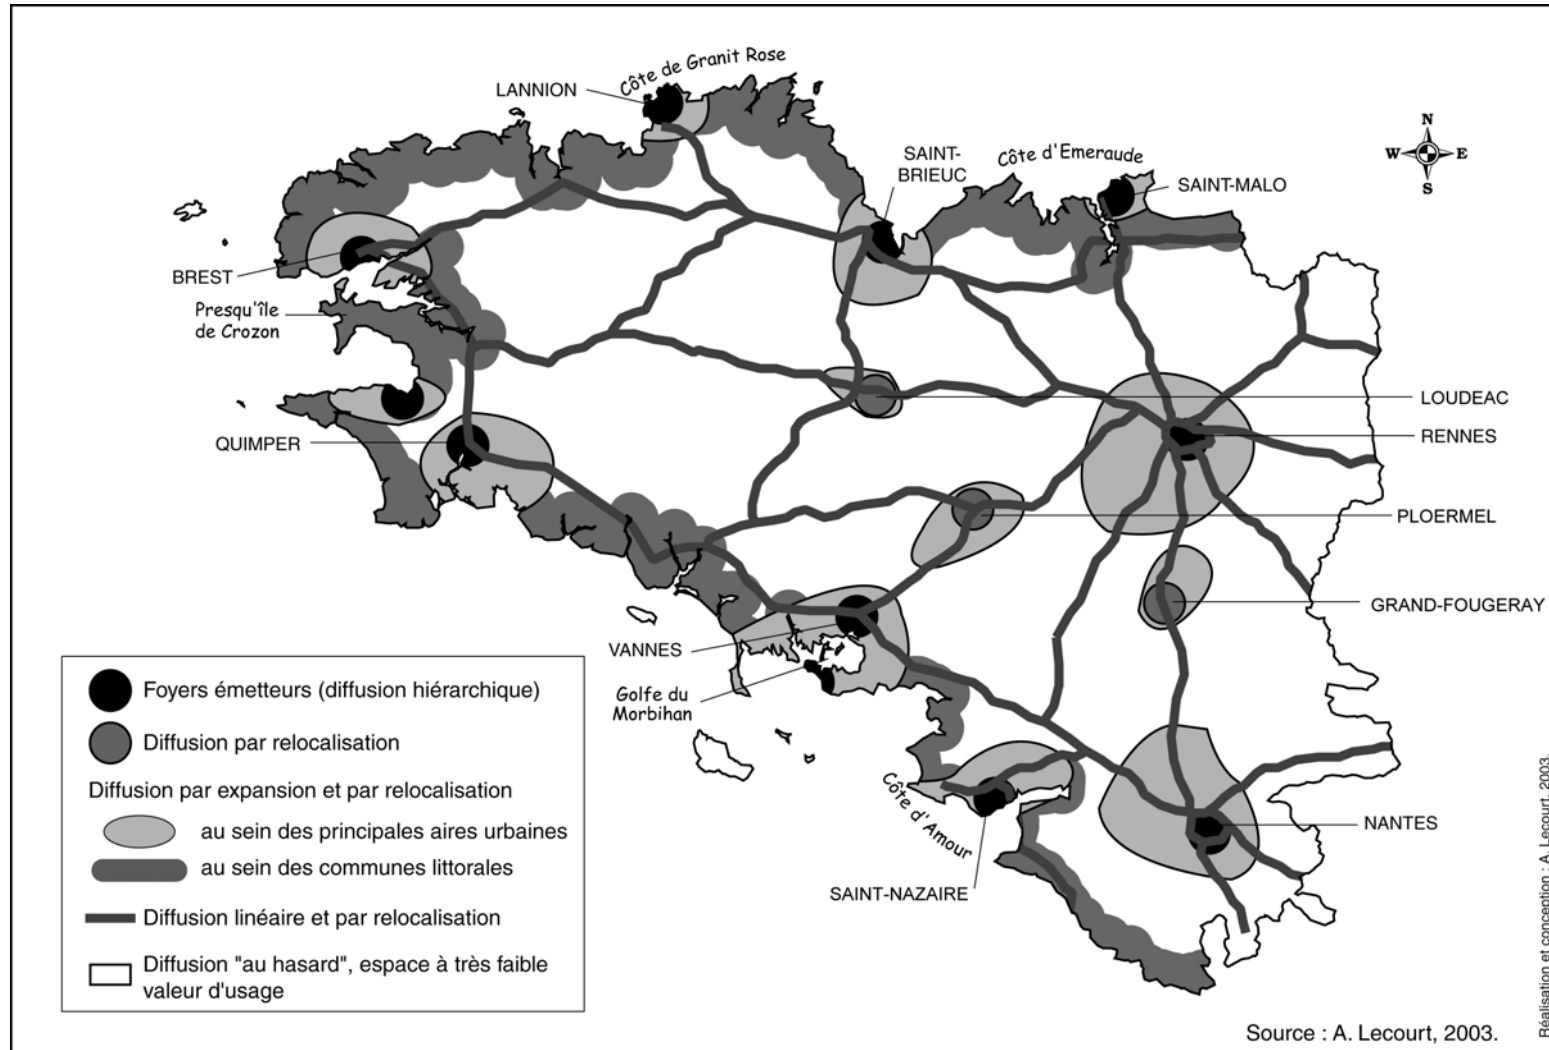 Côte de Granit Rose
LANNION
SAINT-
BRIEUC
Côte d'Emeraude
SAINT-MALO
N
W E
S
BREST
Presqu'île
de Crozon
QUIMPER
LOUDEAC
RENNES
PLOERMEL
GRAND-FOUGERAY
VANNES
Golfe du
Morbihan
Côte d'Amour
NANTES
SAINT-NAZAIRE
Foyers émetteurs (diffusion hiérarchique)
Diffusion par relocalisation
Diffusion par expansion et par relocalisation
au sein des principales aires urbaines
au sein des communes littorales
Diffusion linéaire et par relocalisation
Diffusion "au hasard", espace à très faible
valeur d'usage
Source : A. Lecourt, 2003.
Réalisation et conception : A. Lecourt, 2003.